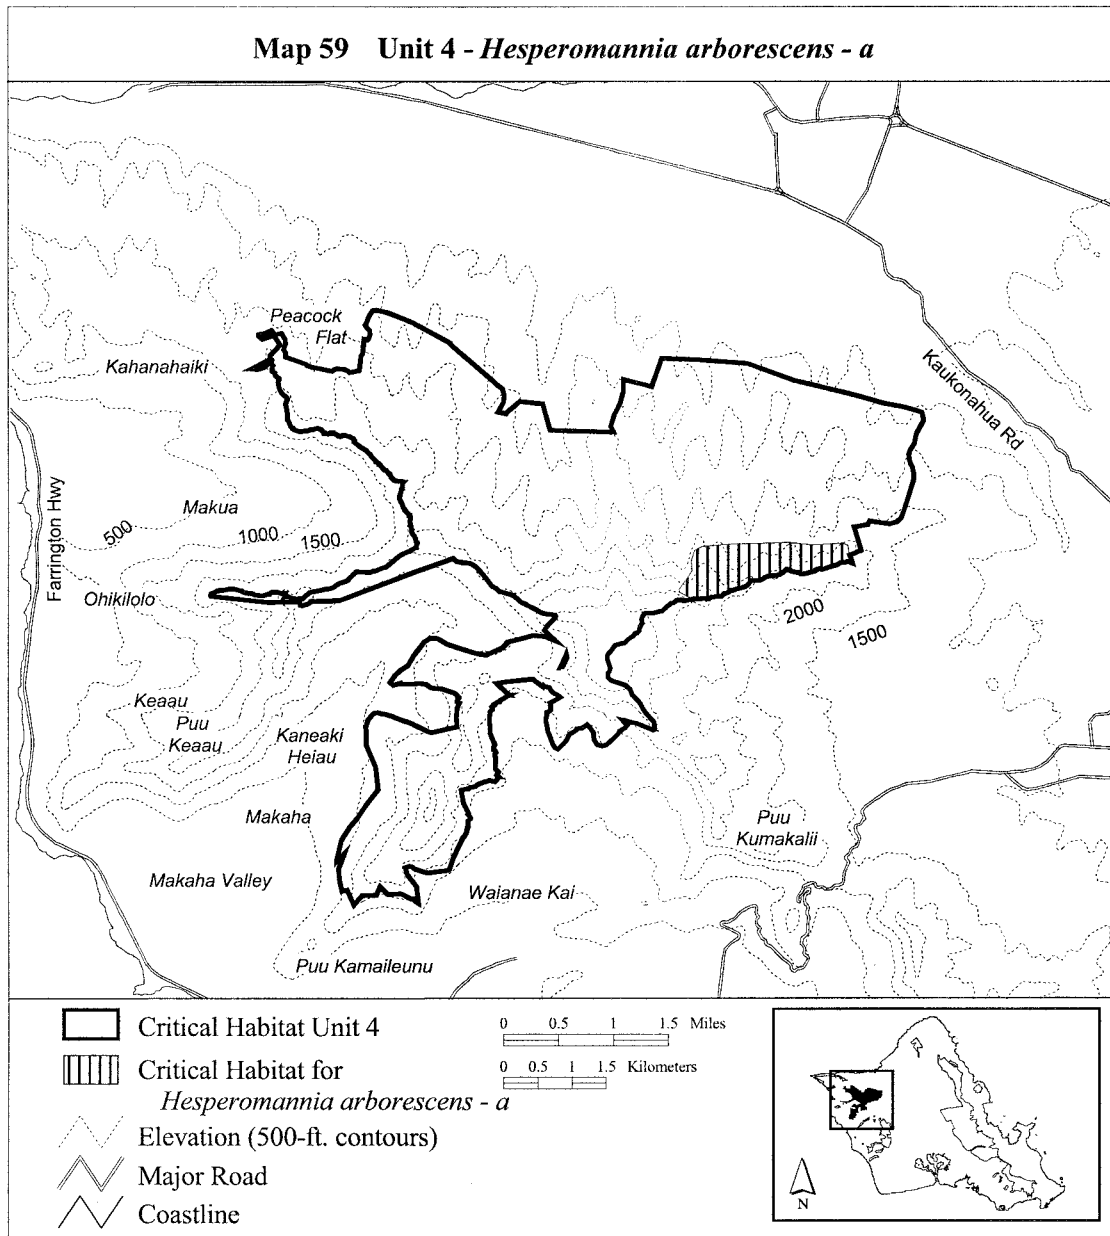 Map 59 Unit 4 - Hesperomannia arborescens - a
Peacock
Flat
Kahanahaiki
Kaukonahua Rd
Farrington Hwy
Makua
500
1000
1500
Ohikilolo
2000
1500
Keaau
Puu
Keaau
Kaneaki
Heiau
Makaha
Puu
Kumakalii
Makaha Valley
Waianae Kai
Puu Kamaileunu
Critical Habitat Unit 4
Critical Habitat for
Hesperomannia arborescens - a
Elevation (500-ft. contours)
Major Road
Coastline
0 0.5 1 1.5 Miles
0 0.5 1 1.5 Kilometers
N